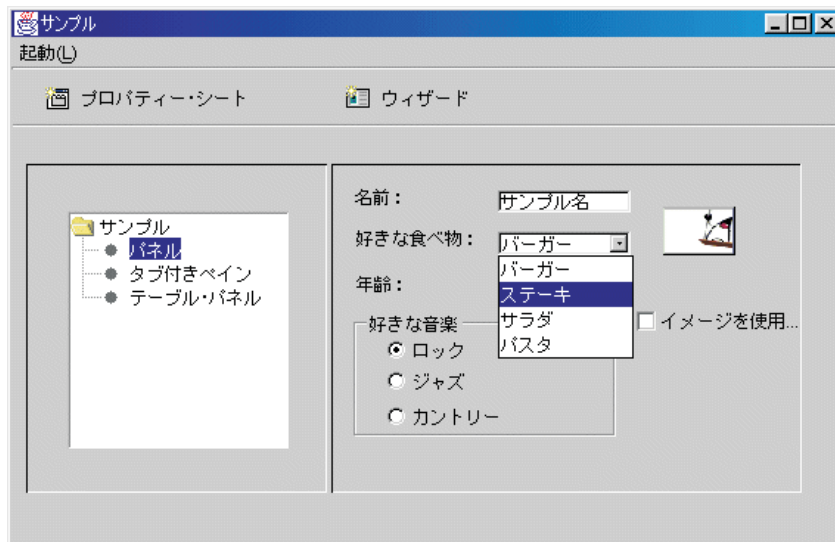 サンプル
起動(L)
プロパティー・シート
ウィザード
サンプル
パネル
タブ付きペイン
テーブル・パネル
名前：
サンプル名
好きな食べ物：
バーガー
バーガー
ステーキ
サラダ
パスタ
年齢：
イメージを使用...
好きな音楽
ロック
ジャズ
カントリー